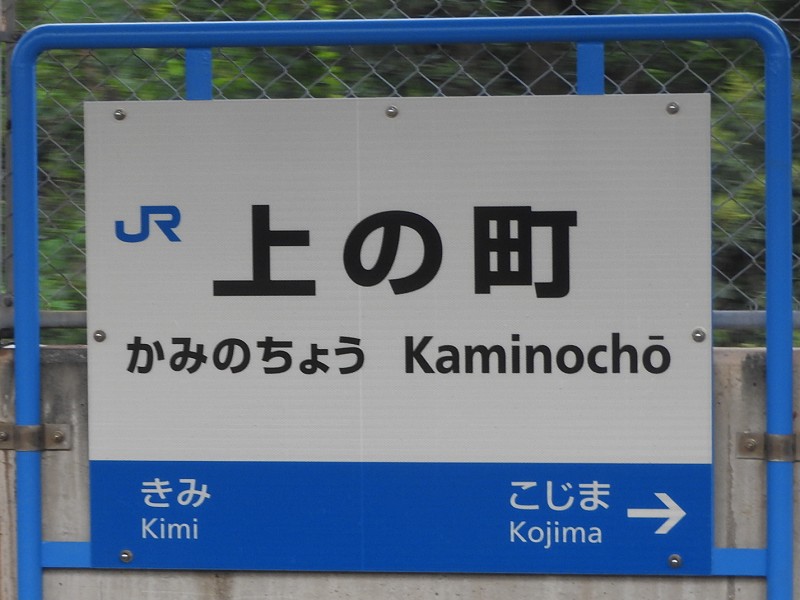 JR 上の町
かみのちょう Kaminochō
きみ こじま →
Kimi Kojima